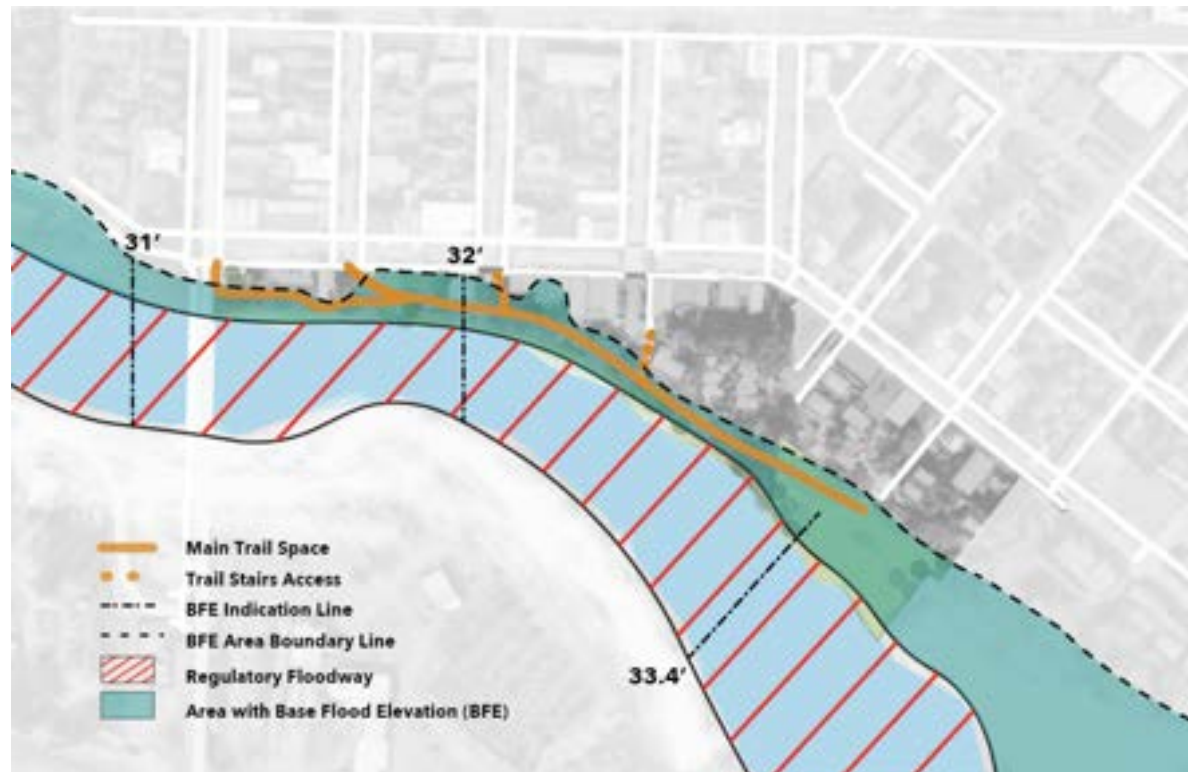 31’
32’
33.4’
Main Trail Space
Trail Stairs Access
BFE Indication Line
BFE Area Boundary Line
Regulatory Floodway
Area with Base Flood Elevation (BFE)